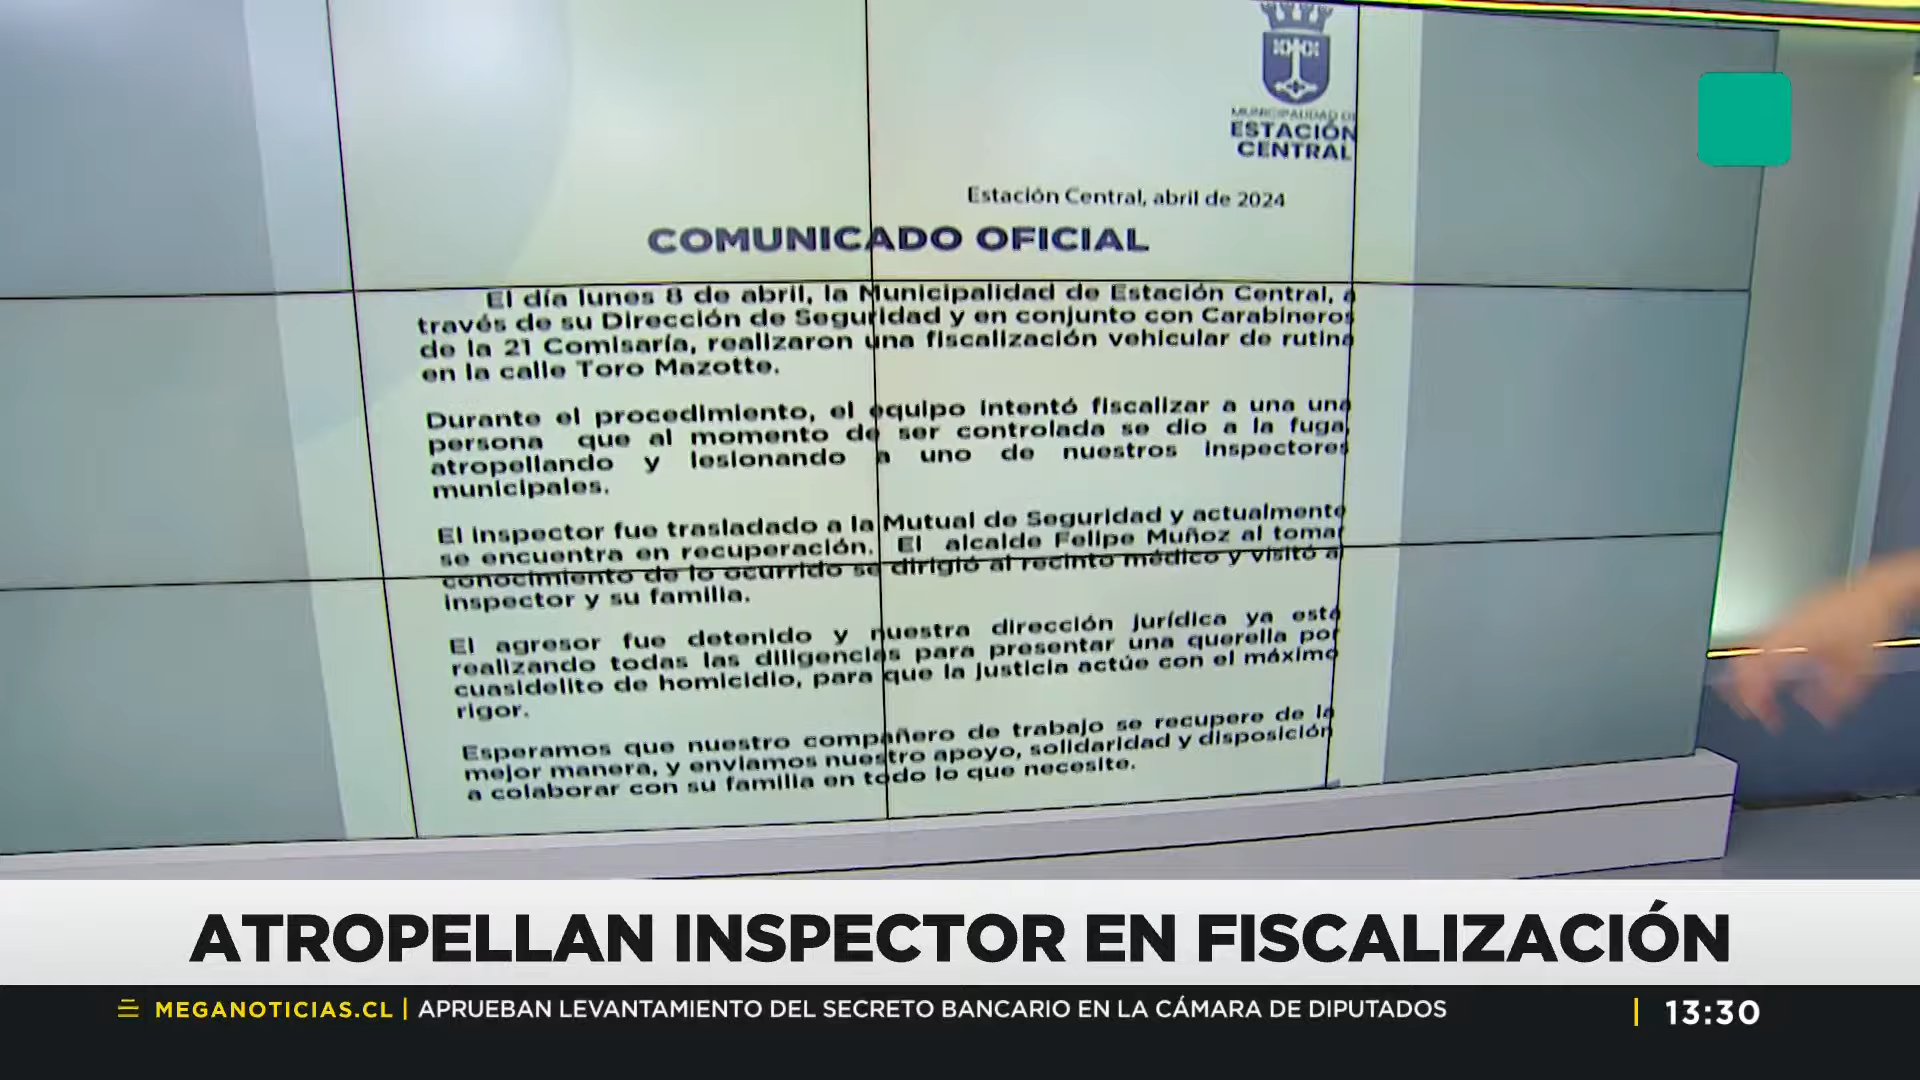 MUNICIPALIDAD DE
ESTACIÓN
CENTRAL
Estación Central, abril de 2024
COMUNICADO OFICIAL
El día lunes 8 de abril, la Municipalidad de Estación Central, a
través de su Dirección de Seguridad y en conjunto con Carabineros
de la 21 Comisaría, realizaron una fiscalización vehicular de rutina
en la calle Toro Mazotte.
Durante el procedimiento, el equipo intentó fiscalizar a una una
persona que al momento de ser controlada se dio a la fuga,
atropellando y lesionando a uno de nuestros inspectores
municipales.
El inspector fue trasladado a la Mutual de Seguridad y actualmente
se encuentra en recuperación. El alcalde Felipe Muñoz al tomar
conocimiento de lo ocurrido se dirigió al recinto médico y visitó al
inspector y su familia.
El agresor fue detenido y nuestra dirección jurídica ya está
realizando todas las diligencias para presentar una querella por
cuasidelito de homicidio, para que la justicia actúe con el máximo
rigor.
Esperamos que nuestro compañero de trabajo se recupere de la
mejor manera, y enviamos nuestro apoyo, solidaridad y disposición
a colaborar con su familia en todo lo que necesite.
ATROPELLAN INSPECTOR EN FISCALIZACIÓN
MEGANOTICIAS.CL | APRUEBAN LEVANTAMIENTO DEL SECRETO BANCARIO EN LA CÁMARA DE DIPUTADOS | 13:30